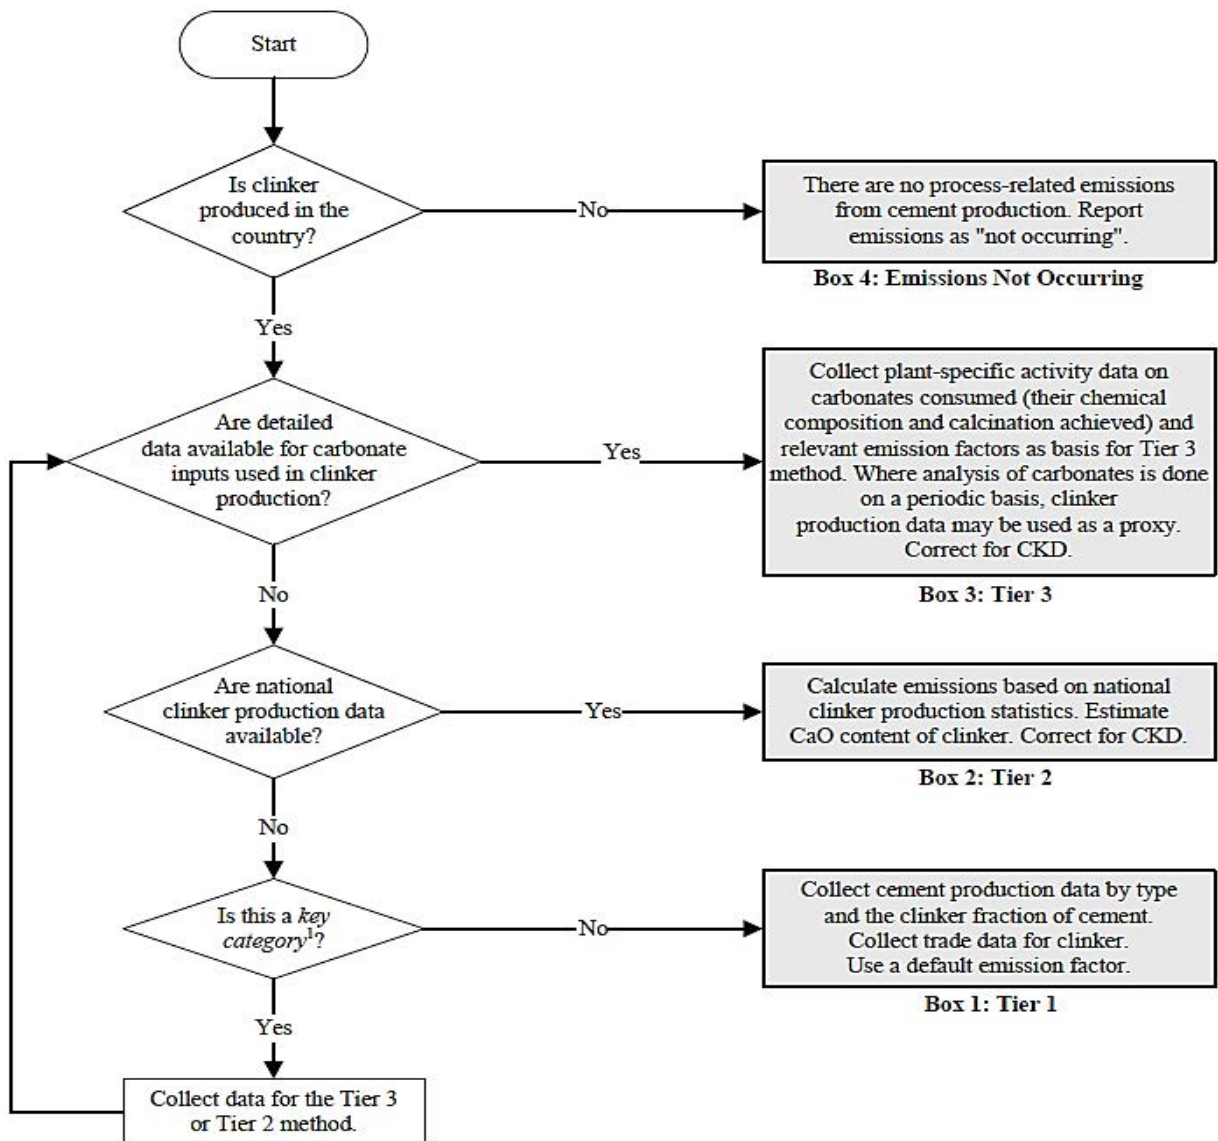 Start
Is clinker
produced in the
country?
No
There are no process-related emissions
from cement production. Report
emissions as "not occurring".
Box 4: Emissions Not Occurring
Yes
Are detailed
data available for carbonate
inputs used in clinker
production?
Yes
Collect plant-specific activity data on
carbonates consumed (their chemical
composition and calcination achieved) and
relevant emission factors as basis for Tier 3
method. Where analysis of carbonates is done
on a periodic basis, clinker
production data may be used as a proxy.
Correct for CKD.
Box 3: Tier 3
No
Are national
clinker production data
available?
Yes
Calculate emissions based on national
clinker production statistics. Estimate
CaO content of clinker. Correct for CKD.
Box 2: Tier 2
No
Is this a key
category¹?
No
Collect cement production data by type
and the clinker fraction of cement.
Collect trade data for clinker.
Use a default emission factor.
Box 1: Tier 1
Yes
Collect data for the Tier 3
or Tier 2 method.